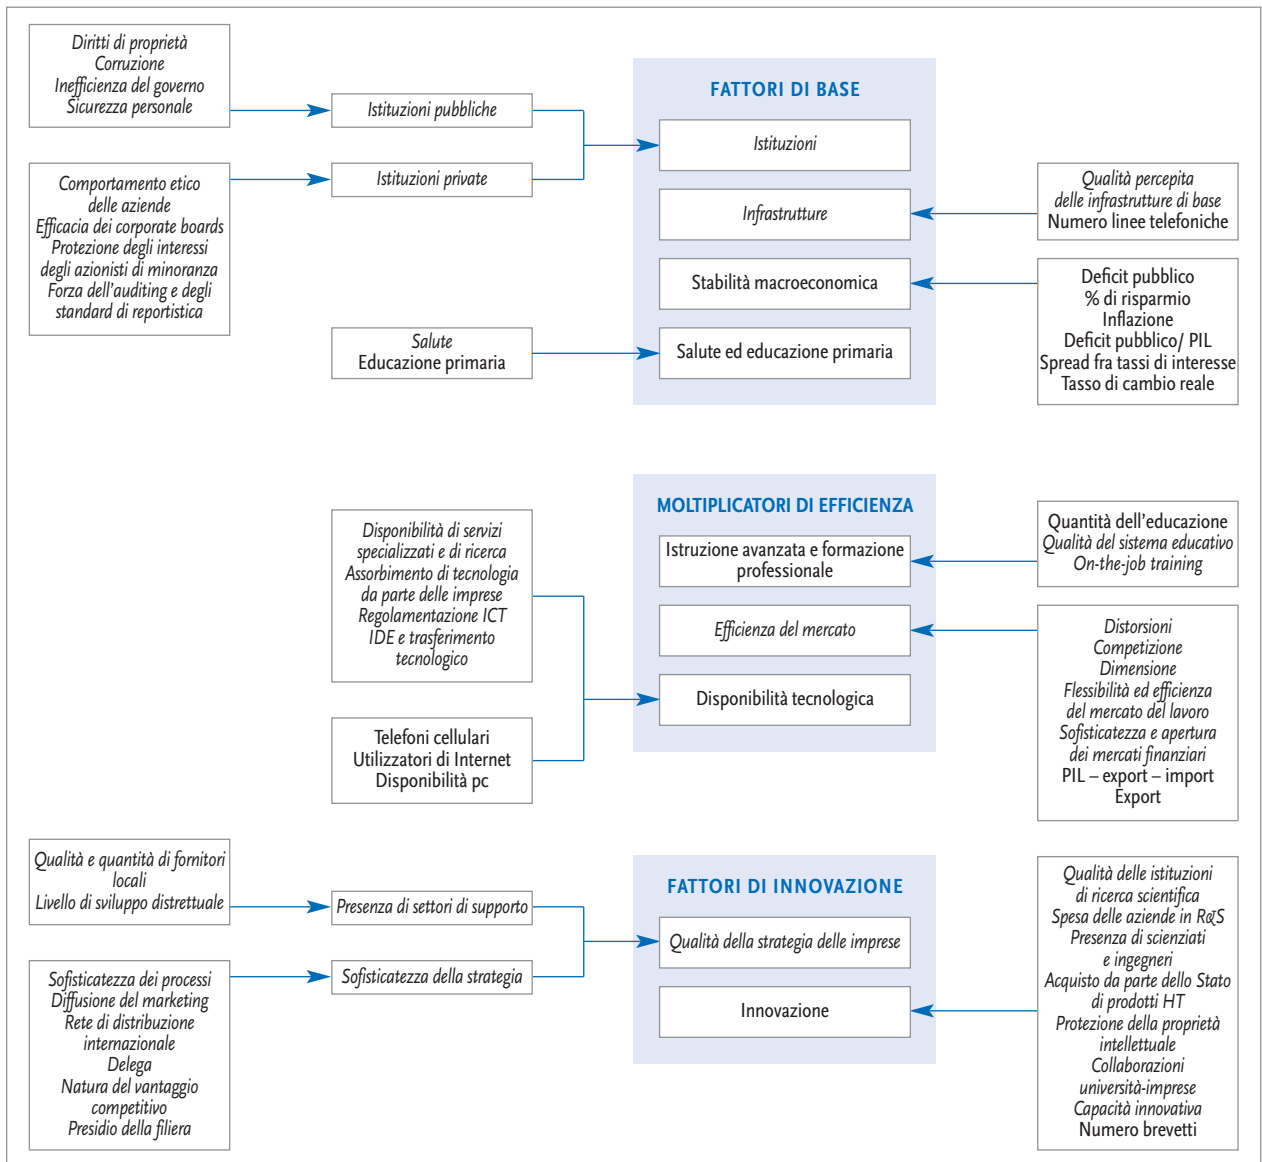 Diritti di proprietà
Corruzione
Inefficienza del governo
Sicurezza personale
Istituzioni pubbliche
Comportamento etico
delle aziende
Efficacia dei corporate boards
Protezione degli interessi
degli azionisti di minoranza
Forza dell'auditing e degli
standard di reportistica
Istituzioni private
Salute
Educazione primaria
FATTORI DI BASE
Istituzioni
Infrastrutture
Stabilità macroeconomica
Salute ed educazione primaria
Qualità percepita
delle infrastrutture di base
Numero linee telefoniche
Deficit pubblico
% di risparmio
Inflazione
Deficit pubblico/ PIL
Spread fra tassi di interesse
Tasso di cambio reale
Disponibilità di servizi
specializzati e di ricerca
Assorbimento di tecnologia
da parte delle imprese
Regolamentazione ICT
IDE e trasferimento
tecnologico
Telefoni cellulari
Utilizzatori di Internet
Disponibilità pc
MOLTIPLICATORI DI EFFICIENZA
Istruzione avanzata e formazione
professionale
Efficienza del mercato
Disponibilità tecnologica
Quantità dell'educazione
Qualità del sistema educativo
On-the-job training
Distorsioni
Competizione
Dimensione
Flessibilità ed efficienza
del mercato del lavoro
Sofisticatezza e apertura
dei mercati finanziari
PIL – export – import
Export
Qualità e quantità di fornitori
locali
Livello di sviluppo distrettuale
Presenza di settori di supporto
Sofisticatezza dei processi
Diffusione del marketing
Rete di distribuzione
internazionale
Delega
Natura del vantaggio
competitivo
Presidio della filiera
Sofisticatezza della strategia
FATTORI DI INNOVAZIONE
Qualità della strategia delle imprese
Innovazione
Qualità delle istituzioni
di ricerca scientifica
Spesa delle aziende in R&S
Presenza di scienziati
e ingegneri
Acquisto da parte dello Stato
di prodotti HT
Protezione della proprietà
intellettuale
Collaborazioni
università-imprese
Capacità innovativa
Numero brevetti